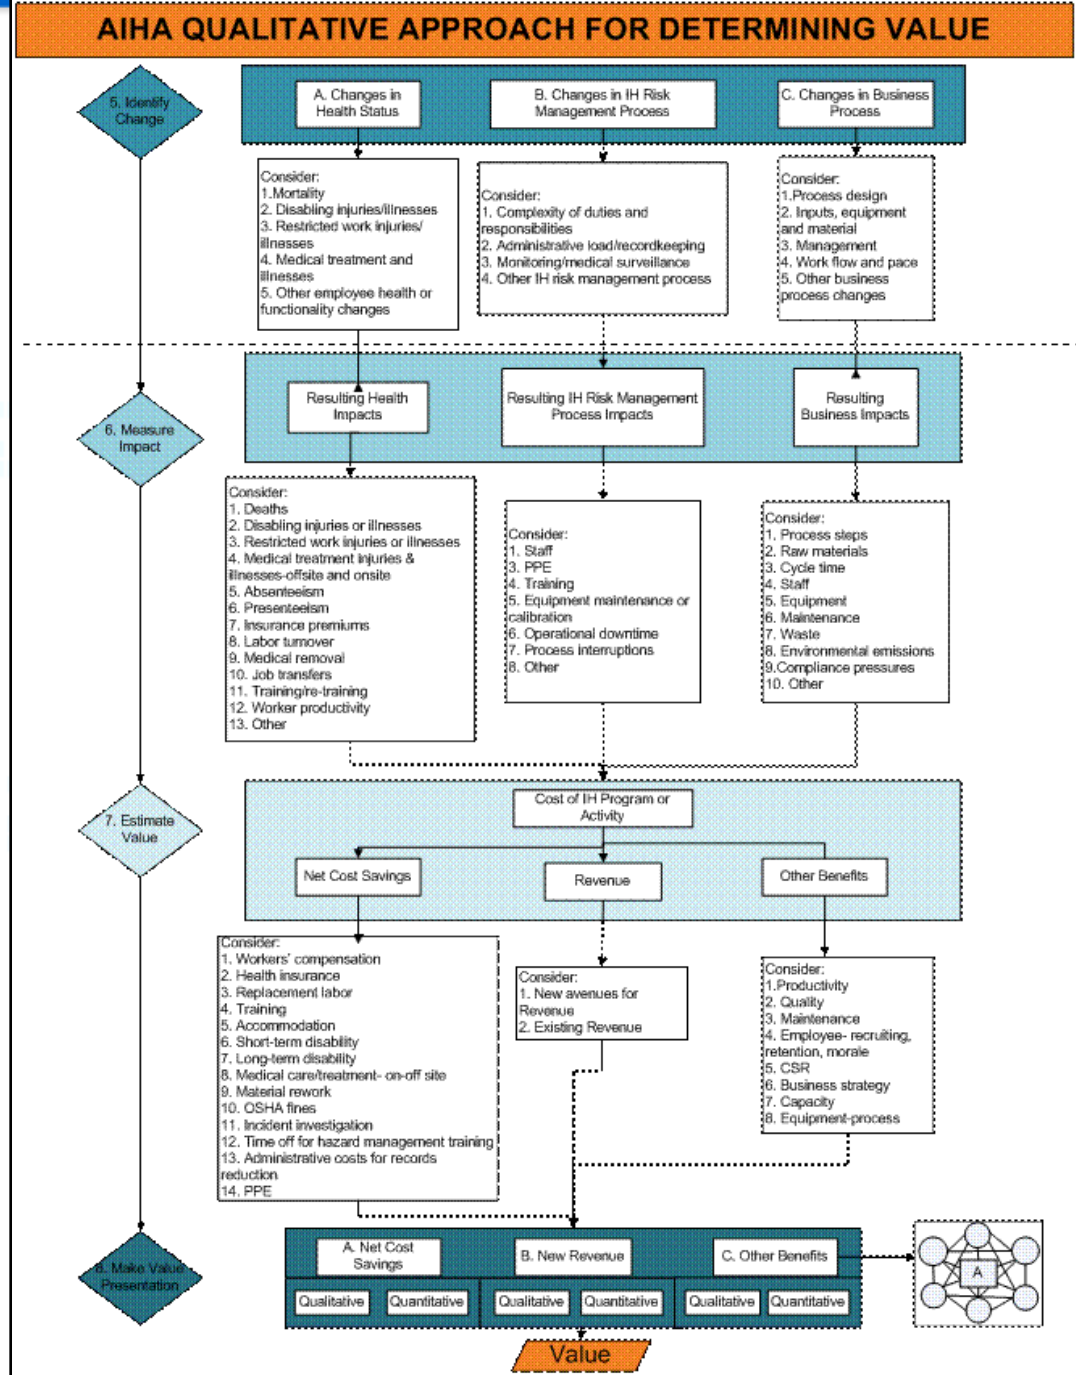 AIHA QUALITATIVE APPROACH FOR DETERMINING VALUE
5. Identify
Change
A. Changes in
Health Status
B. Changes in IH Risk
Management Process
C. Changes in Business
Process
Consider:
1.Mortality
2. Disabling injuries/illnesses
3. Restricted work injuries/
illnesses
4. Medical treatment and
illnesses
5. Other employee health or
functionality changes
Consider:
1. Complexity of duties and
responsibilities
2. Administrative load/recordkeeping
3. Monitoring/medical surveillance
4. Other IH risk management process
Consider:
1.Process design
2. Inputs, equipment
and material
3. Management
4. Work flow and pace
5. Other business
process changes
6. Measure
Impact
Resulting Health
Impacts
Resulting IH Risk Management
Process Impacts
Resulting
Business Impacts
Consider:
1. Deaths
2. Disabling injuries or illnesses
3. Restricted work injuries or illnesses
4. Medical treatment injuries &
illnesses-offsite and onsite
5. Absenteeism
6. Presenteeism
7. Insurance premiums
8. Labor turnover
9. Medical removal
10. Job transfers
11. Training/re-training
12. Worker productivity
13. Other
Consider:
1. Staff
3. PPE
4. Training
5. Equipment maintenance or
calibration
6. Operational downtime
7. Process interruptions
8. Other
Consider:
1. Process steps
2. Raw materials
3. Cycle time
4. Staff
5. Equipment
6. Maintenance
7. Waste
8. Environmental emissions
9.Compliance pressures
10. Other
7. Estimate
Value
Cost of IH Program or
Activity
Net Cost Savings
Revenue
Other Benefits
Consider:
1. Workers' compensation
2. Health insurance
3. Replacement labor
4. Training
5. Accommodation
6. Short-term disability
7. Long-term disability
8. Medical care/treatment- on-off site
9. Material rework
10. OSHA fines
11. Incident investigation
12. Time off for hazard management training
13. Administrative costs for records
reduction
14. PPE
Consider:
1. New avenues for
Revenue
2. Existing Revenue
Consider:
1.Productivity
2. Quality
3. Maintenance
4. Employee- recruiting,
retention, morale
5. CSR
6. Business strategy
7. Capacity
8. Equipment-process
8. Make Value
Presentation
A. Net Cost
Savings
B. New Revenue
C. Other Benefits
Qualitative
Quantitative
Qualitative
Quantitative
Qualitative
Quantitative
A
Value